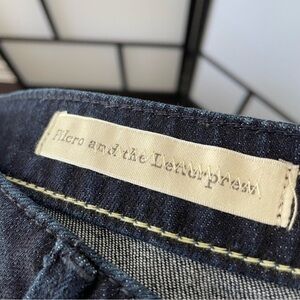 Pilcro and the Letterpress